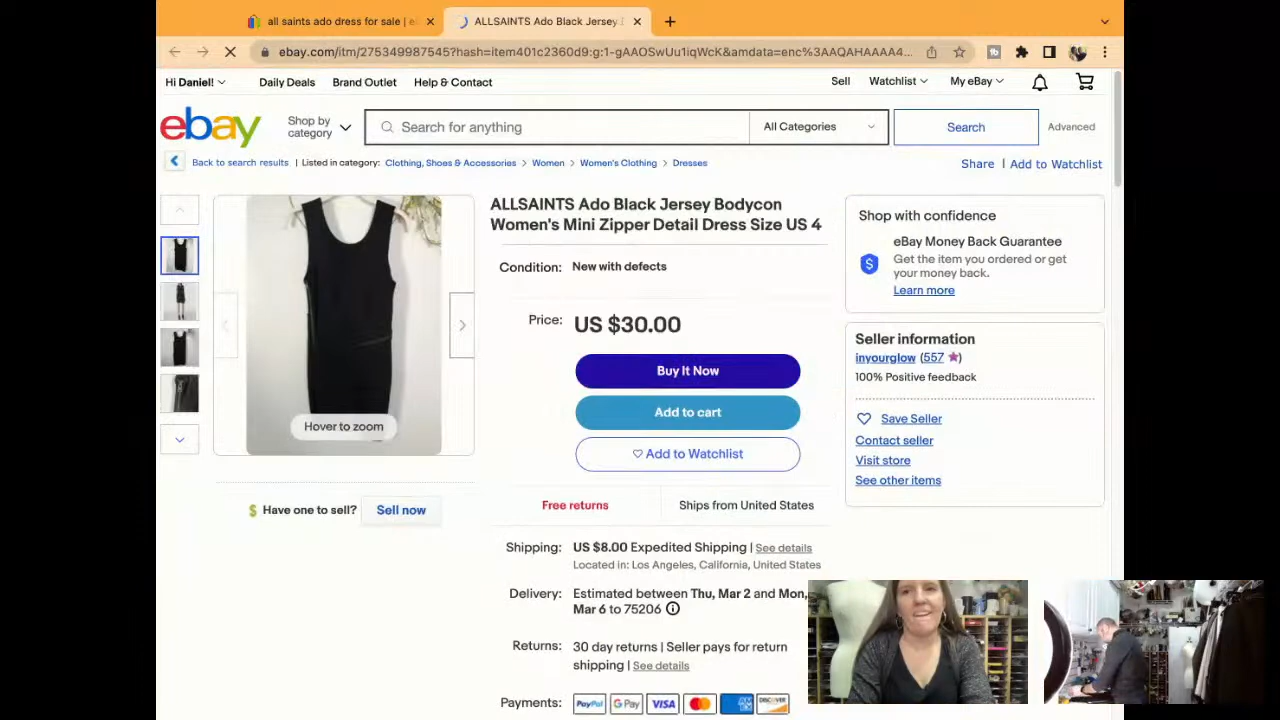 all saints ado dress for sale | e
ALLSAINTS Ado Black Jersey
ebay.com/itm/275349987545?hash=item401c2360d9:g:1-gAAOSwUu1iqWcK&amdata=enc%3AAQAHAAAA4...
Hi Daniel!
Daily Deals
Brand Outlet
Help & Contact
Sell
Watchlist
My eBay
ebay
Shop by
category
Search for anything
All Categories
Search
Advanced
Back to search results | Listed in category: Clothing, Shoes & Accessories > Women > Women's Clothing > Dresses
Share | Add to Watchlist
ALLSAINTS Ado Black Jersey Bodycon
Women's Mini Zipper Detail Dress Size US 4
Condition: New with defects
Price: US $30.00
Buy It Now
Add to cart
Add to Watchlist
Hover to zoom
Have one to sell? Sell now
Free returns
Ships from United States
Shipping: US $8.00 Expedited Shipping | See details
Located in: Los Angeles, California, United States
Delivery: Estimated between Thu, Mar 2 and Mon,
Mar 6 to 75206
Returns: 30 day returns | Seller pays for return
shipping | See details
Payments: PayPal G Pay VISA DISCOVER
Shop with confidence
eBay Money Back Guarantee
Get the item you ordered or get
your money back.
Learn more
Seller information
inyourglow (557)
100% Positive feedback
Save Seller
Contact seller
Visit store
See other items